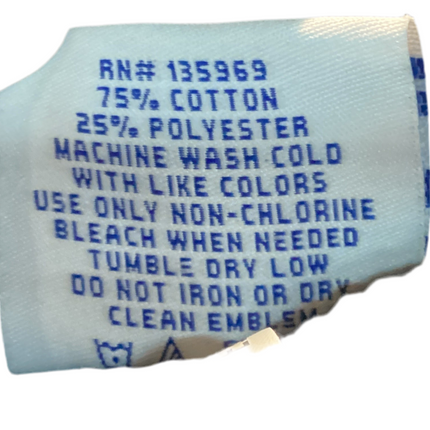 RN# 135969
75% COTTON
25% POLYESTER
MACHINE WASH COLD
WITH LIKE COLORS
USE ONLY NON-CHLORINE
BLEACH WHEN NEEDED
TUMBLE DRY LOW
DO NOT IRON OR DRY
CLEAN EMBLEM